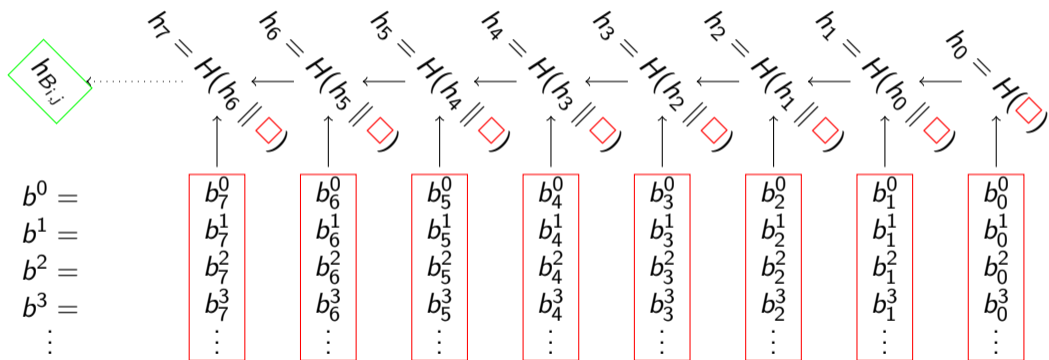 h_{B_{i,j}}
h_7 = H(h_6 || □)
h_6 = H(h_5 || □)
h_5 = H(h_4 || □)
h_4 = H(h_3 || □)
h_3 = H(h_2 || □)
h_2 = H(h_1 || □)
h_1 = H(h_0 || □)
h_0 = H(□)
b^0 = b_7^0 b_6^0 b_5^0 b_4^0 b_3^0 b_2^0 b_1^0 b_0^0
b^1 = b_7^1 b_6^1 b_5^1 b_4^1 b_3^1 b_2^1 b_1^1 b_0^1
b^2 = b_7^2 b_6^2 b_5^2 b_4^2 b_3^2 b_2^2 b_1^2 b_0^2
b^3 = b_7^3 b_6^3 b_5^3 b_4^3 b_3^3 b_2^3 b_1^3 b_0^3
⋮ ⋮ ⋮ ⋮ ⋮ ⋮ ⋮ ⋮ ⋮